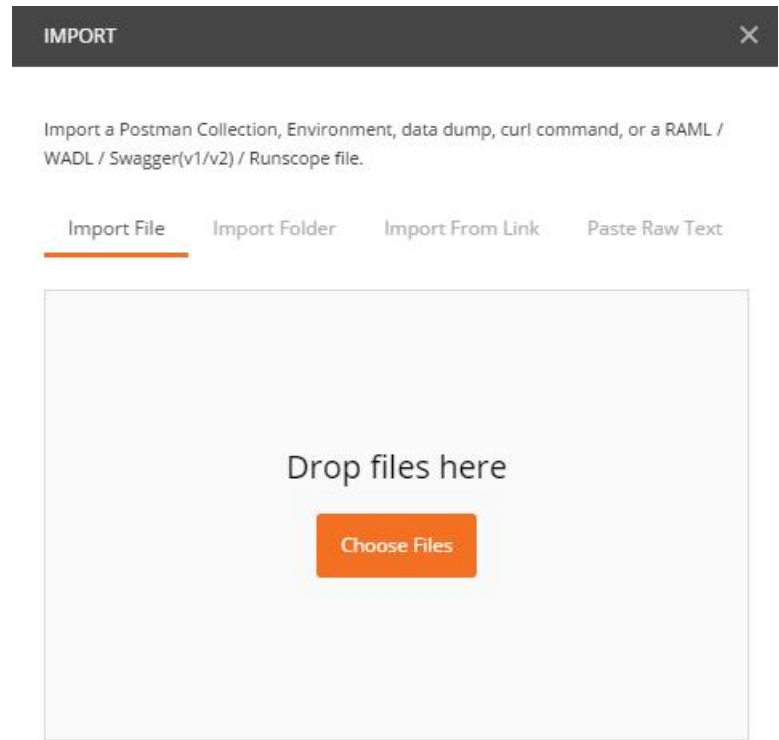 IMPORT
Import a Postman Collection, Environment, data dump, curl command, or a RAML /
WADL / Swagger(v1/v2) / Runscope file.
Import File Import Folder Import From Link Paste Raw Text
Drop files here
Choose Files